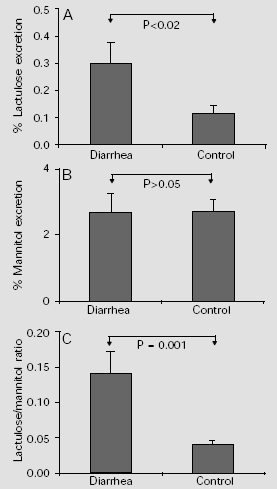 A
% Lactulose excretion
0.5
0.4
0.3
0.2
0.1
0.0
P<0.02
Diarrhea Control
B
% Mannitol excretion
4
2
0
P>0.05
Diarrhea Control
C
Lactulose/mannitol ratio
0.20
0.15
0.10
0.05
0.00
P = 0.001
Diarrhea Control